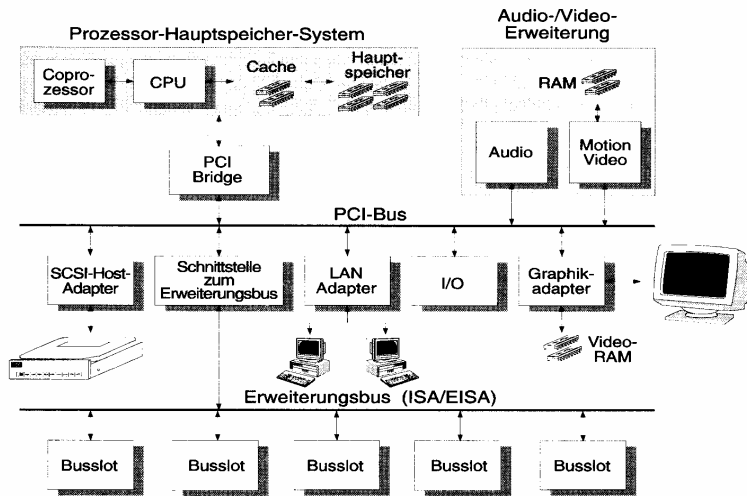 Prozessor-Hauptspeicher-System
Audio-/Video-
Erweiterung
Copro-
zessor
CPU
Cache
Haupt-
speicher
RAM
Audio
Motion
Video
PCI
Bridge
PCI-Bus
SCSI-Host-
Adapter
Schnittstelle
zum
Erweiterungsbus
LAN
Adapter
I/O
Graphik-
adapter
Video-
RAM
Erweiterungsbus (ISA/EISA)
Busslot
Busslot
Busslot
Busslot
Busslot